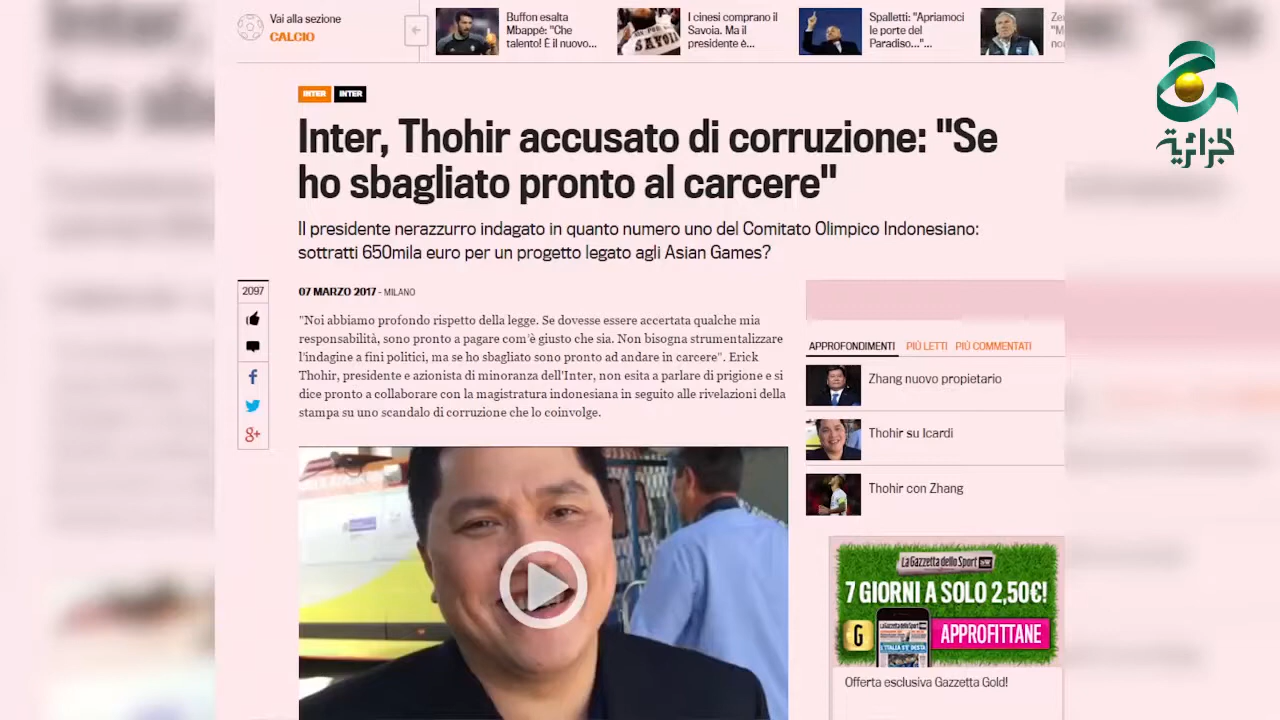 Vai alla sezione
CALCIO
Buffon esalta
Mbappè: "Che
talento! È il nuovo...
I cinesi comprano il
Savoia. Ma il
presidente è...
SAVOIA
Spalletti: "Apriamoci
le porte del
Paradiso..."...
الجزائرية
INTER INTER
Inter, Thohir accusato di corruzione: "Se
ho sbagliato pronto al carcere"
Il presidente nerazzurro indagato in quanto numero uno del Comitato Olimpico Indonesiano:
sottratti 650mila euro per un progetto legato agli Asian Games?
2097
07 MARZO 2017 - MILANO
"Noi abbiamo profondo rispetto della legge. Se dovesse essere accertata qualche mia
responsabilità, sono pronto a pagare com'è giusto che sia. Non bisogna strumentalizzare
l'indagine a fini politici, ma se ho sbagliato sono pronto ad andare in carcere". Erick
Thohir, presidente e azionista di minoranza dell'Inter, non esita a parlare di prigione e si
dice pronto a collaborare con la magistratura indonesiana in seguito alle rivelazioni della
stampa su uno scandalo di corruzione che lo coinvolge.
APPROFONDIMENTI PIÙ LETTI PIÙ COMMENTATI
Zhang nuovo propietario
Thohir su Icardi
Thohir con Zhang
La Gazzetta dello Sport
7 GIORNI A SOLO 2,50€!
G
APPROFITTANE
Offerta esclusiva Gazzetta Gold!